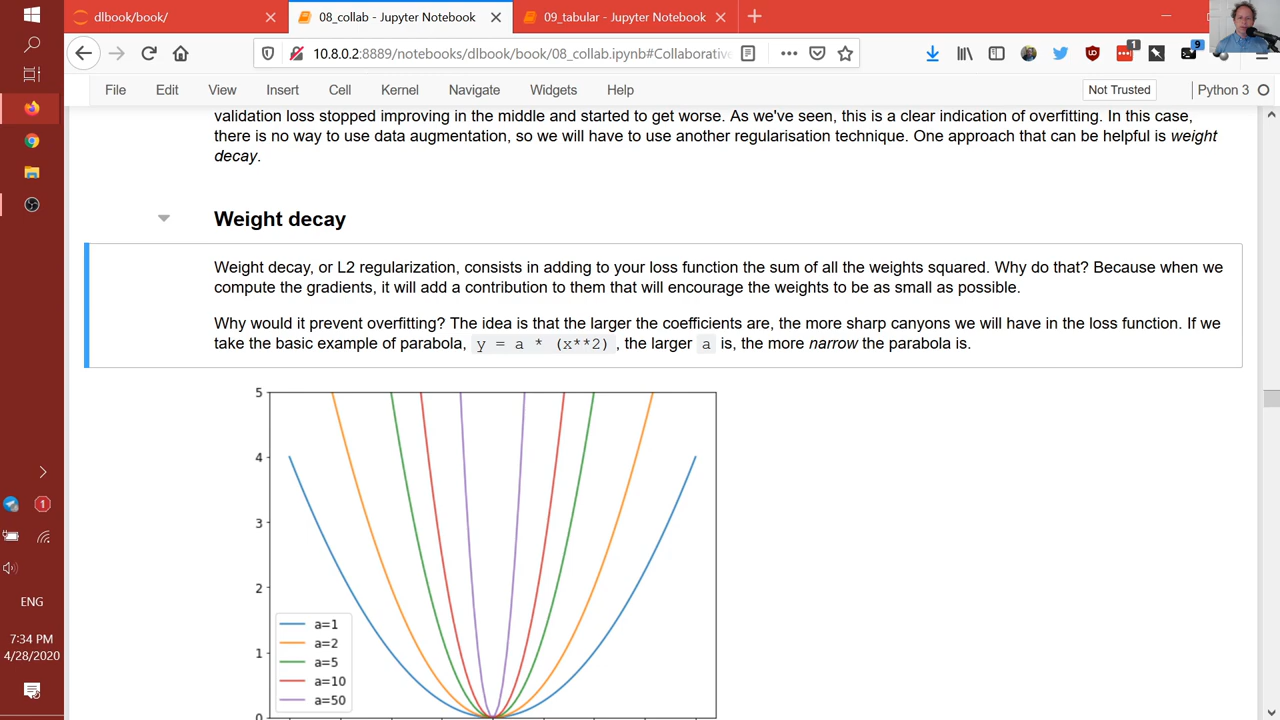 dlbook/book/
08_collab - Jupyter Notebook
09_tabular - Jupyter Notebook
10.8.0.2:8889/notebooks/dlbook/book/08_collab.ipynb#Collaborativ
1
9
File Edit View Insert Cell Kernel Navigate Widgets Help
Not Trusted
Python 3
validation loss stopped improving in the middle and started to get worse. As we've seen, this is a clear indication of overfitting. In this case,
there is no way to use data augmentation, so we will have to use another regularisation technique. One approach that can be helpful is weight
decay.
Weight decay
Weight decay, or L2 regularization, consists in adding to your loss function the sum of all the weights squared. Why do that? Because when we
compute the gradients, it will add a contribution to them that will encourage the weights to be as small as possible.
Why would it prevent overfitting? The idea is that the larger the coefficients are, the more sharp canyons we will have in the loss function. If we
take the basic example of parabola, y = a * (x**2) , the larger a is, the more narrow the parabola is.
5
4
3
2
1
0
a=1
a=2
a=5
a=10
a=50
1
ENG
7:34 PM
4/28/2020